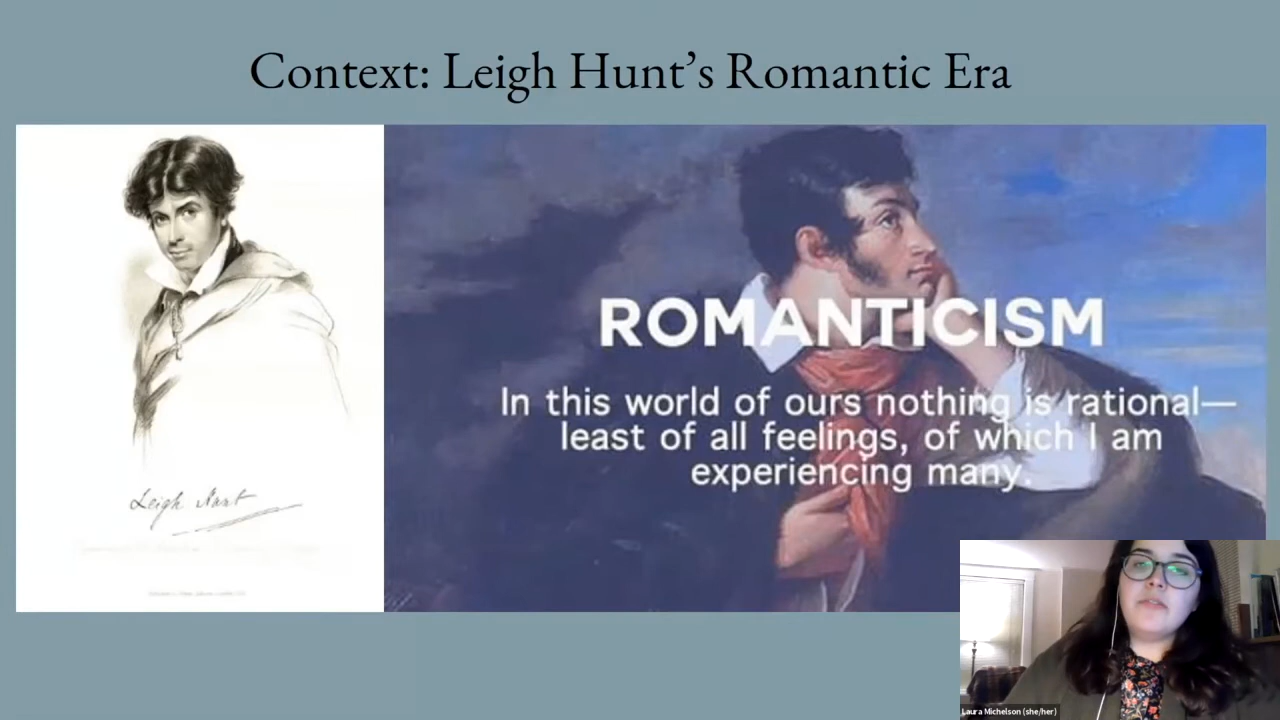 Context: Leigh Hunt’s Romantic Era
ROMANTICISM
In this world of ours nothing is rational—
least of all feelings, of which I am
experiencing many.
Leigh Hunt
Laura Michelson (she/her)